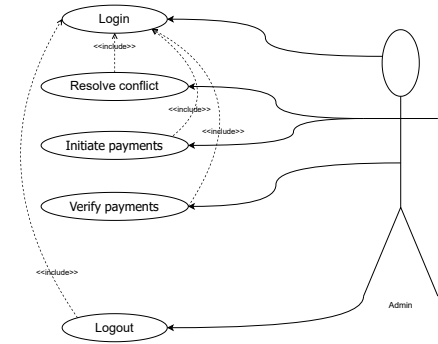 Login
<<include>>
Resolve conflict
<<include>>
<<include>>
Initiate payments
Verify payments
<<include>>
Admin
Logout